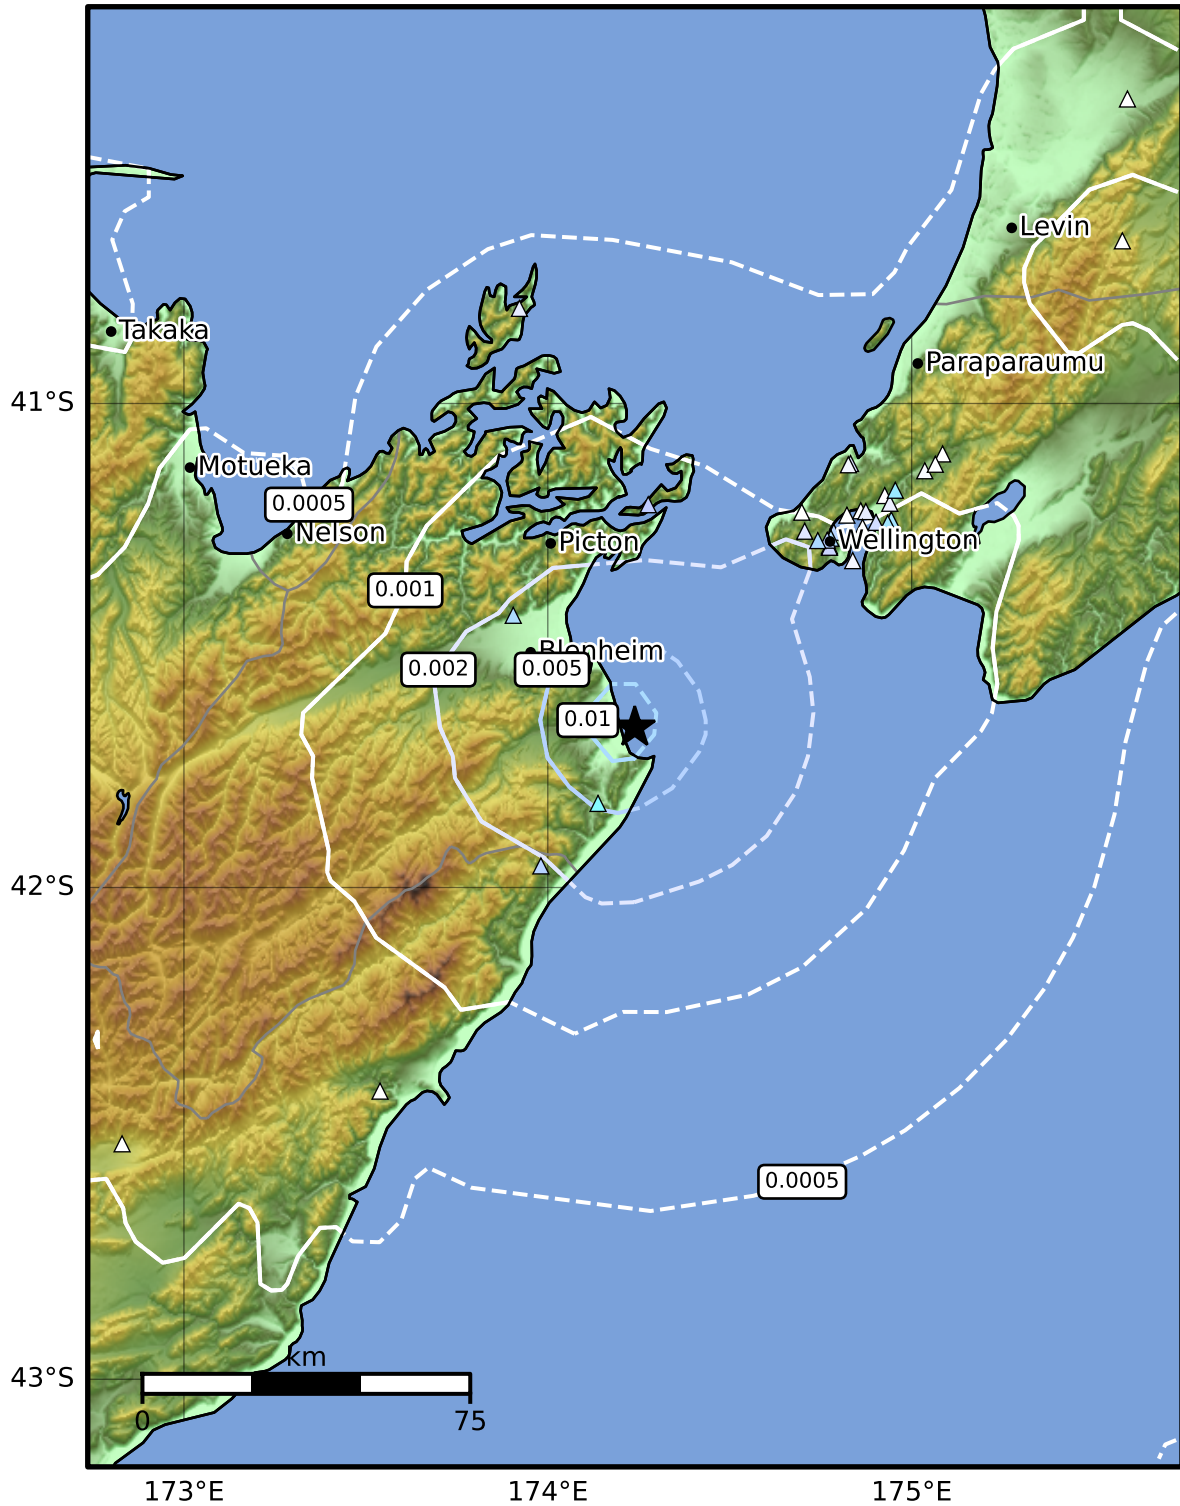 Levin
Takaka
Paraparaumu
41°S
Motueka
0.0005
Nelson
Picton
Wellington
0.001
Blenheim
0.002
0.005
0.01
42°S
0.0005
km
43°S
0
75
173°E
174°E
175°E